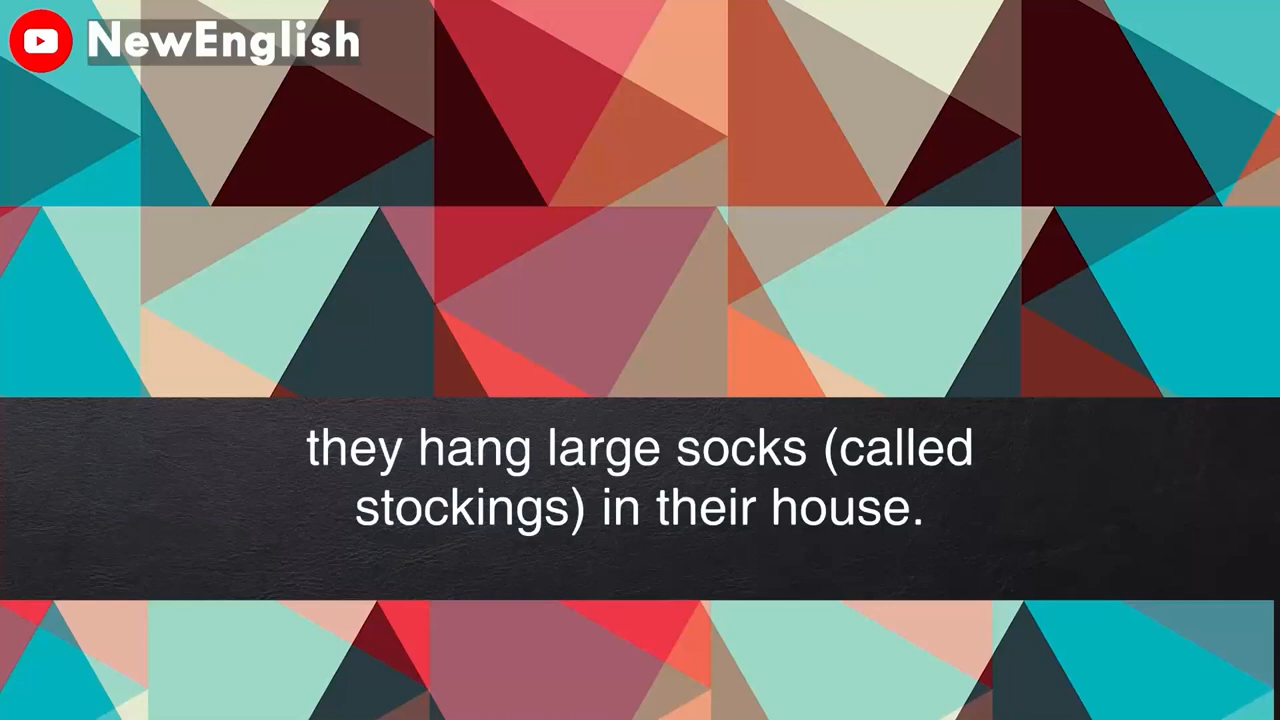 NewEnglish
they hang large socks (called
stockings) in their house.